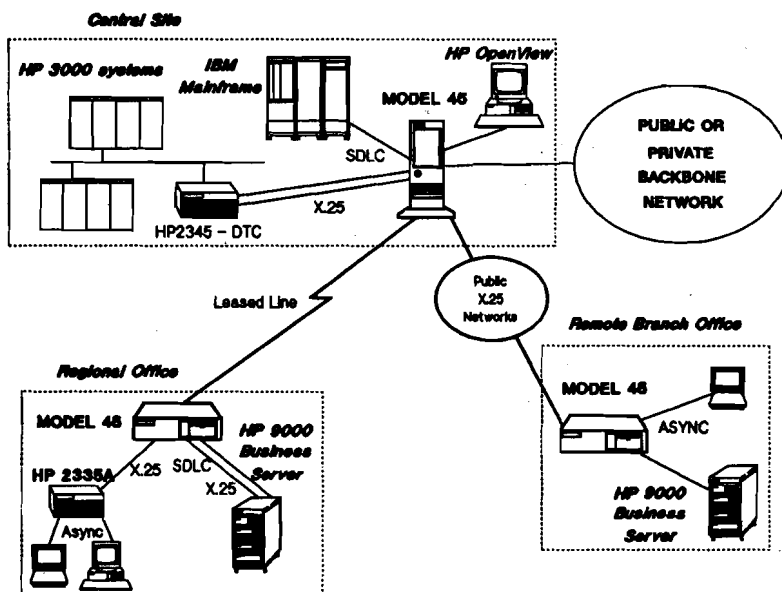 Central Site
HP 3000 systems
IBM
Mainframe
HP OpenView
MODEL 45
SDLC
X.25
HP2345 - DTC
PUBLIC OR
PRIVATE
BACKBONE
NETWORK
Leased Line
Public
X.25
Networks
Regional Office
MODEL 45
HP 9000
Business
Server
X.25
SDLC
X.25
HP 2335A
Async
Remote Branch Office
MODEL 45
ASYNC
HP 9000
Business
Server